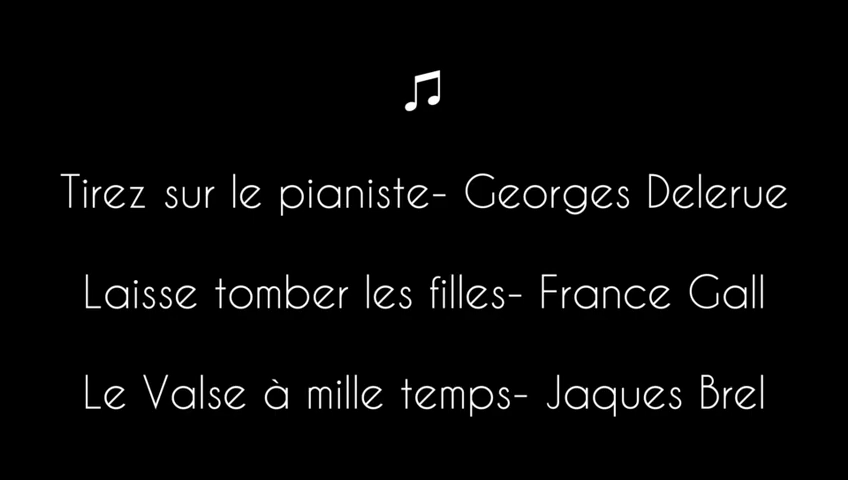 Tirez sur le pianiste- Georges Delerue
Laisse tomber les filles- France Gall
Le Valse à mille temps- Jaques Brel